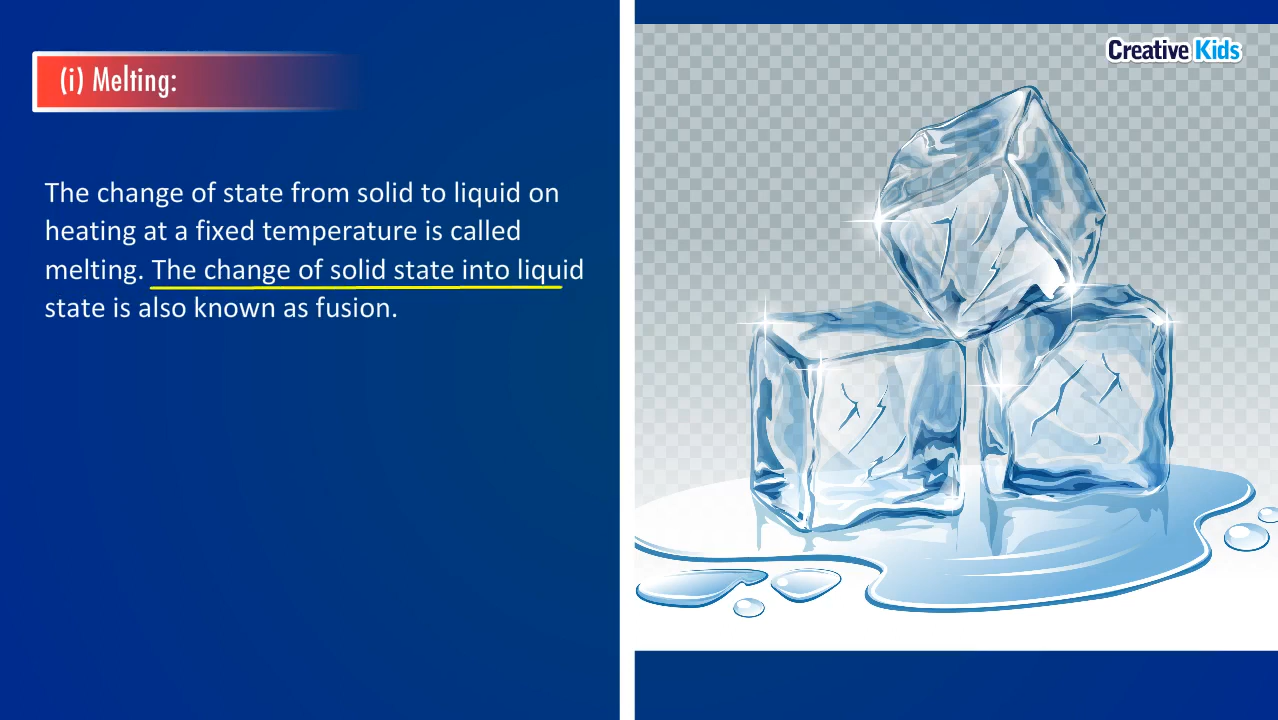 (i) Melting:
The change of state from solid to liquid on
heating at a fixed temperature is called
melting. The change of solid state into liquid
state is also known as fusion.
Creative Kids